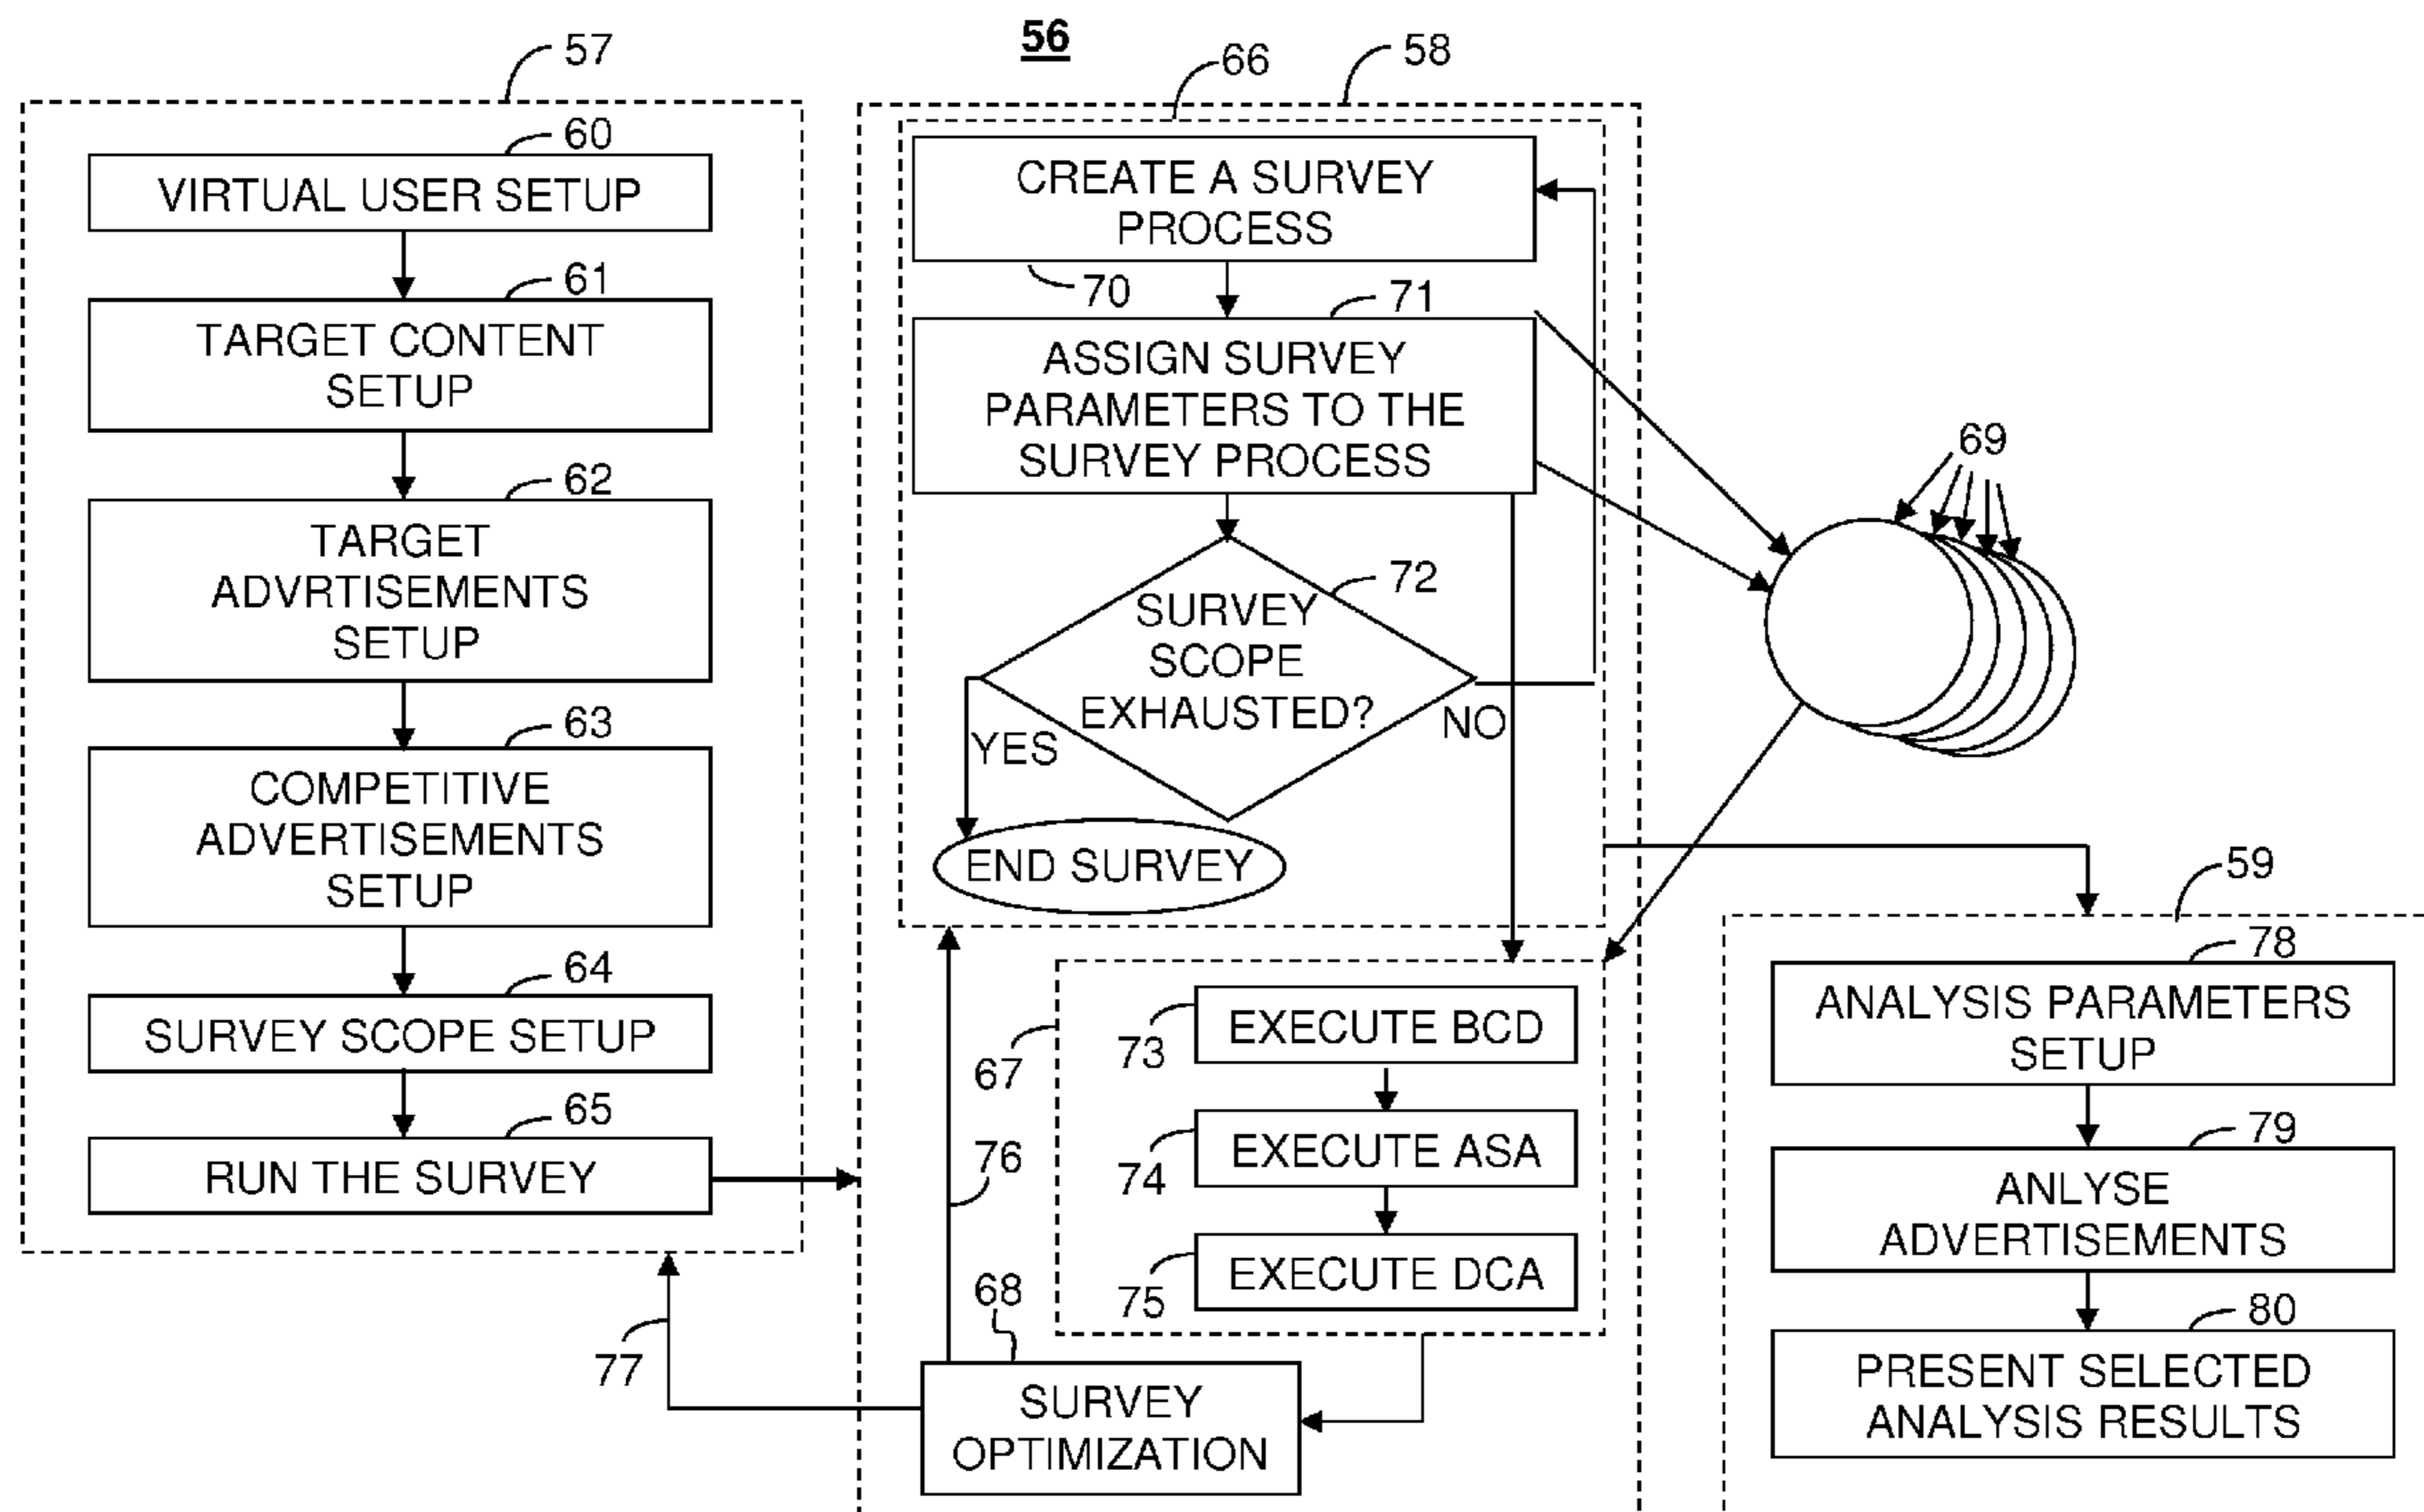 56
57
60
VIRTUAL USER SETUP
61
TARGET CONTENT
SETUP
62
TARGET
ADVRTISEMENTS
SETUP
63
COMPETITIVE
ADVERTISEMENTS
SETUP
64
SURVEY SCOPE SETUP
65
RUN THE SURVEY
77
66
58
CREATE A SURVEY
PROCESS
70
71
ASSIGN SURVEY
PARAMETERS TO THE
SURVEY PROCESS
72
SURVEY
SCOPE
EXHAUSTED?
YES
NO
END SURVEY
67
73
EXECUTE BCD
74
EXECUTE ASA
75
EXECUTE DCA
76
68
SURVEY
OPTIMIZATION
69
59
78
ANALYSIS PARAMETERS
SETUP
79
ANLYSE
ADVERTISEMENTS
80
PRESENT SELECTED
ANALYSIS RESULTS